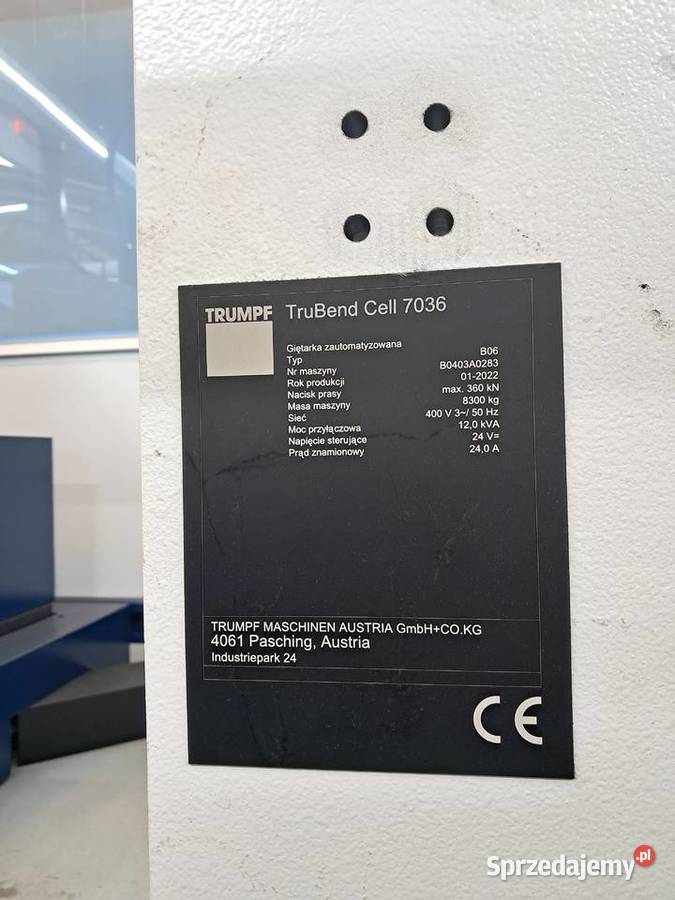 TRUMPF TruBend Cell 7036
Giętarka zautomatyzowana
Typ B06
Nr maszyny B0403A0283
Rok produkcji 01-2022
Nacisk prasy max. 360 kN
Masa maszyny 8300 kg
Sieć 400 V 3~/ 50 Hz
Moc przyłączowa 12,0 kVA
Napięcie sterujące 24 V=
Prąd znamionowy 24,0 A
TRUMPF MASCHINEN AUSTRIA GmbH+CO.KG
4061 Pasching, Austria
Industriepark 24
CE
Sprzedajemy.pl